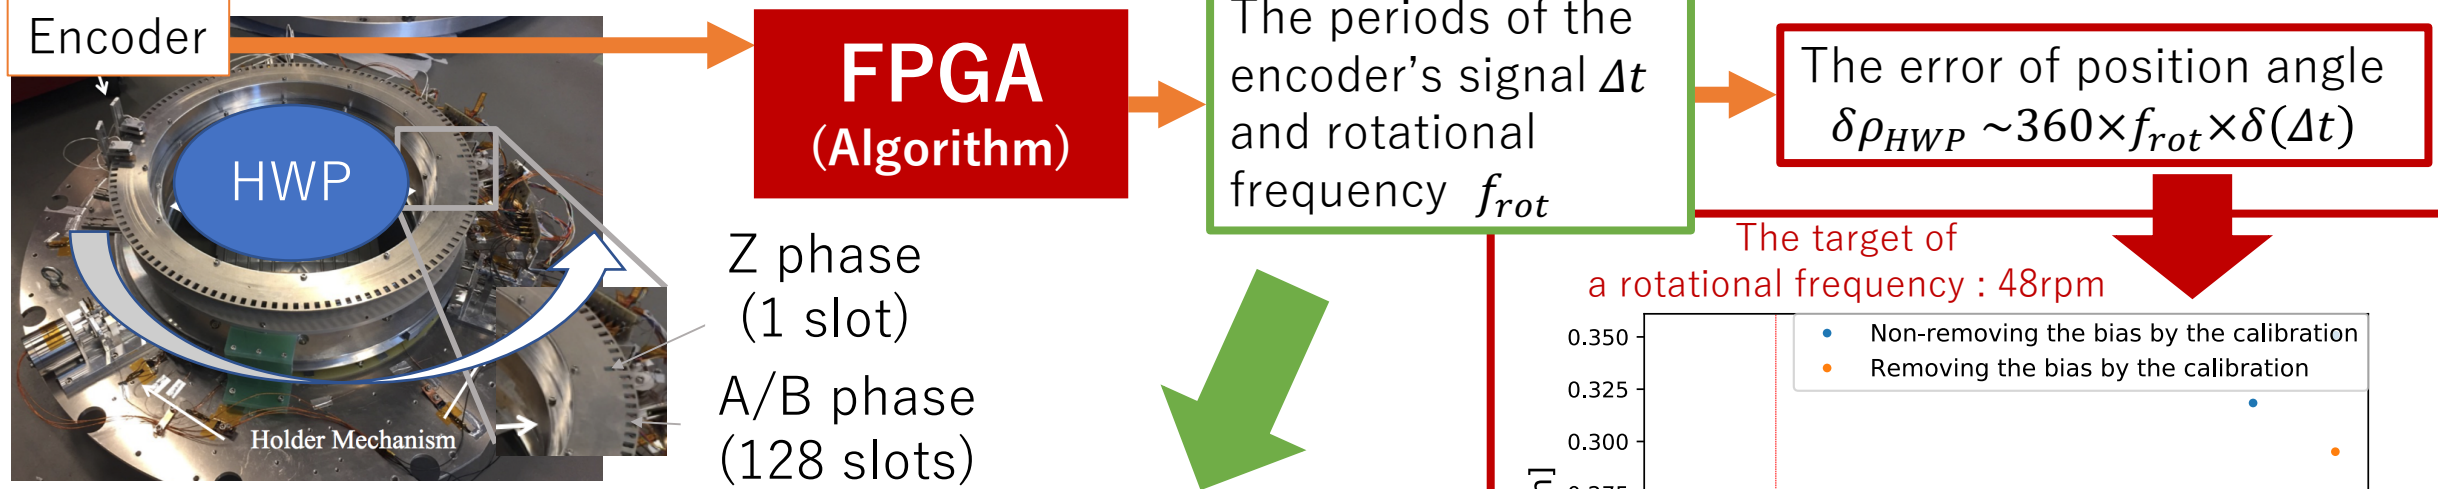 Encoder
HWP
Holder Mechanism
FPGA
(Algorithm)
Z phase
(1 slot)
A/B phase
(128 slots)
The periods of the
encoder’s signal Δt
and rotational
frequency f_rot
The error of position angle
δρ_HWP ~360×f_rot×δ(Δt)
The target of
a rotational frequency : 48rpm
Non-removing the bias by the calibration
Removing the bias by the calibration
0.350
0.325
0.300